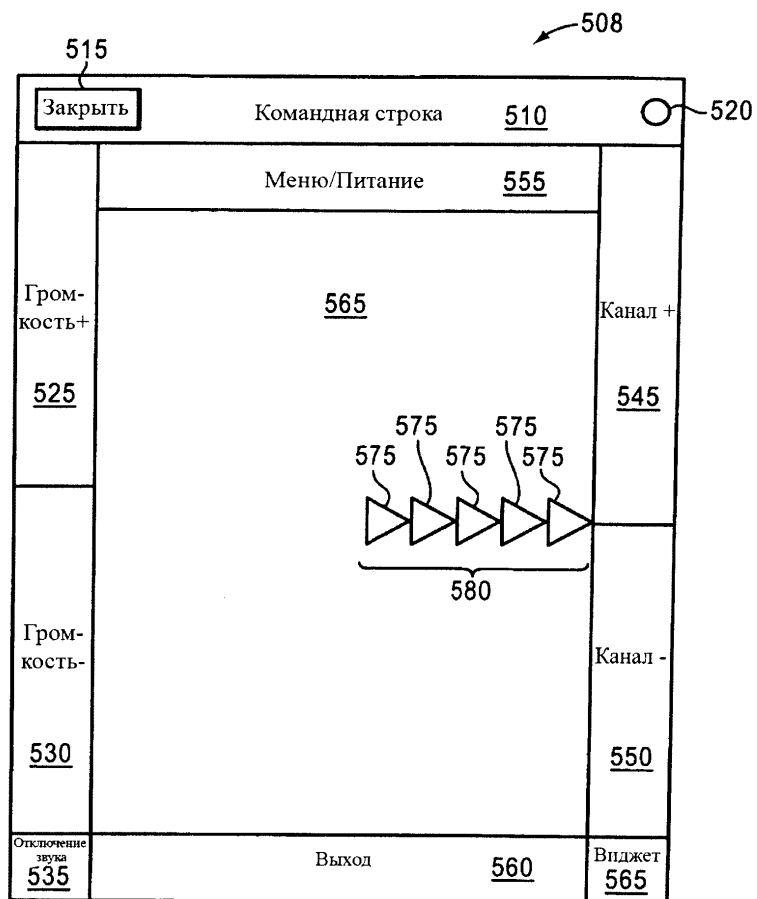 508
515
Закрыть
Командная строка 510
520
Меню/Питание 555
Гром-
кость+
525
565
Канал +
545
575 575 575 575 575
580
Гром-
кость-
530
Канал -
550
Отключение
звука
535
Выход 560
Виджет
565